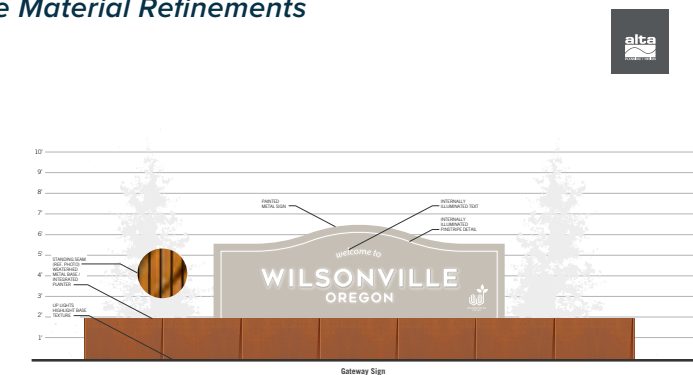 e Material Refinements
alta
10'
9'
8'
7'
6'
5'
4'
3'
2'
1'
PAINTED
METAL SIGN
INTERNALLY
ILLUMINATED TEXT
INTERNALLY
ILLUMINATED
PINSTRIPE DETAIL
STANDING SEAM
(REF. PHOTO)
WEATERHED
METAL BASE /
INTEGRATED
PLANTER
UP LIGHTS
HIGHLIGHT BASE
TEXTURE
welcome to
WILSONVILLE
OREGON
Gateway Sign